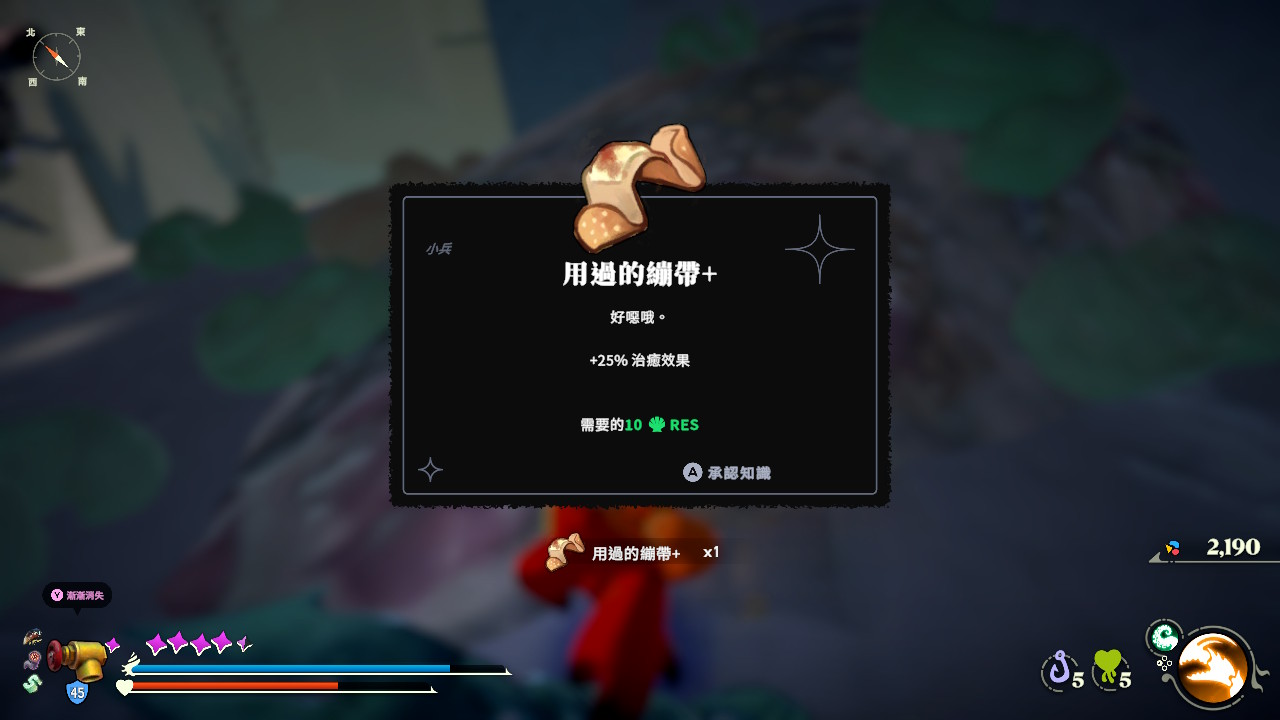 北 東
西 南
小兵
用過的繃帶+
好噁哦。
+25% 治癒效果
需要的10 RES
A 承認知識
用過的繃帶+ x1
2,190
Y 漸漸消失
45
5
5